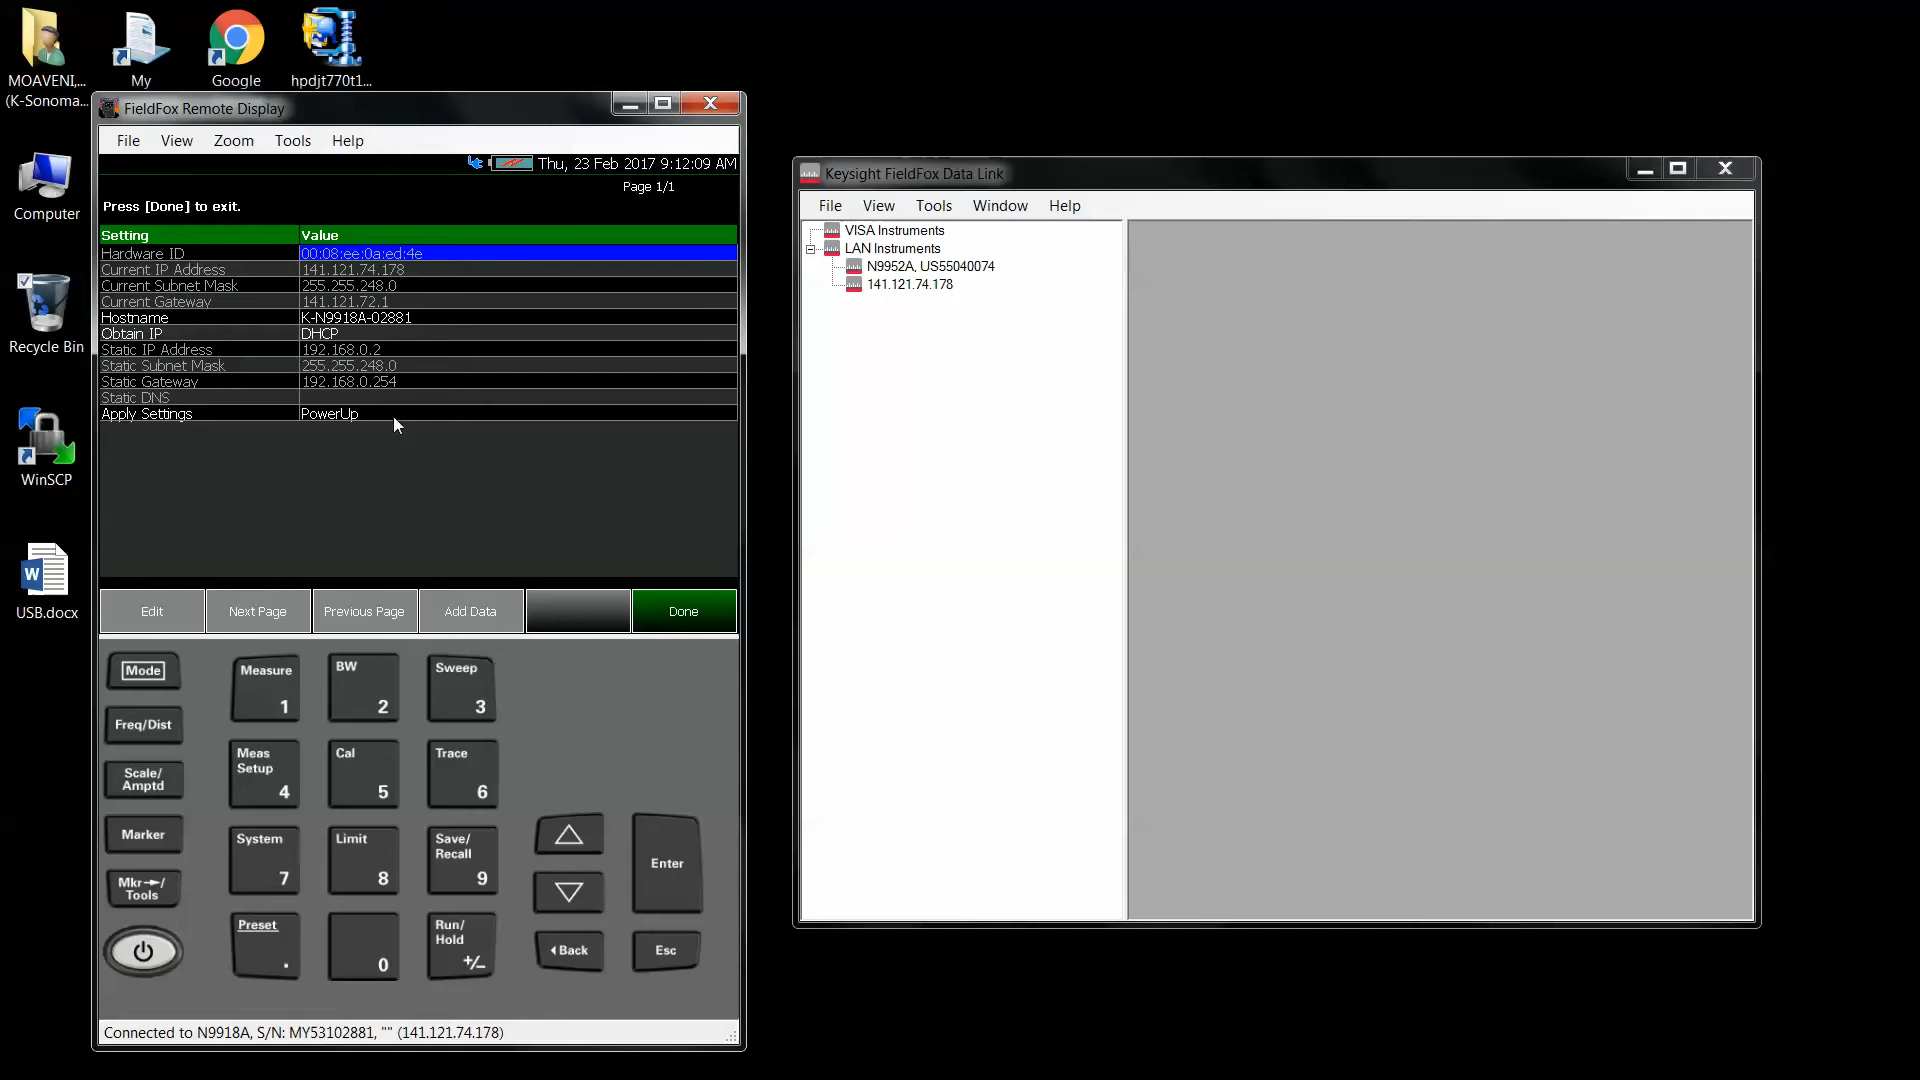 MOAVENI,...
(K-Sonoma...
My
Google
hpdjt770t1...
Computer
Recycle Bin
WinSCP
W
USB.docx
FieldFox Remote Display
File View Zoom Tools Help
Thu, 23 Feb 2017 9:12:09 AM
Page 1/1
Press [Done] to exit.
Setting Value
Hardware ID 00:08:ee:0a:ed:4e
Current IP Address 141.121.74.178
Current Subnet Mask 255.255.248.0
Current Gateway 141.121.72.1
Hostname K-N9918A-02881
Obtain IP DHCP
Static IP Address 192.168.0.2
Static Subnet Mask 255.255.248.0
Static Gateway 192.168.0.254
Static DNS
Apply Settings PowerUp
Edit Next Page Previous Page Add Data Done
Mode
Freq/Dist
Scale/
Amptd
Marker
Mkr→/
Tools
Measure 1
BW 2
Sweep 3
Meas
Setup 4
Cal 5
Trace 6
System 7
Limit 8
Save/
Recall 9
Preset .
0
Run/
Hold +/-
Enter
Back
Esc
Connected to N9918A, S/N: MY53102881, "" (141.121.74.178)
Keysight FieldFox Data Link
File View Tools Window Help
VISA Instruments
LAN Instruments
N9952A, US55040074
141.121.74.178